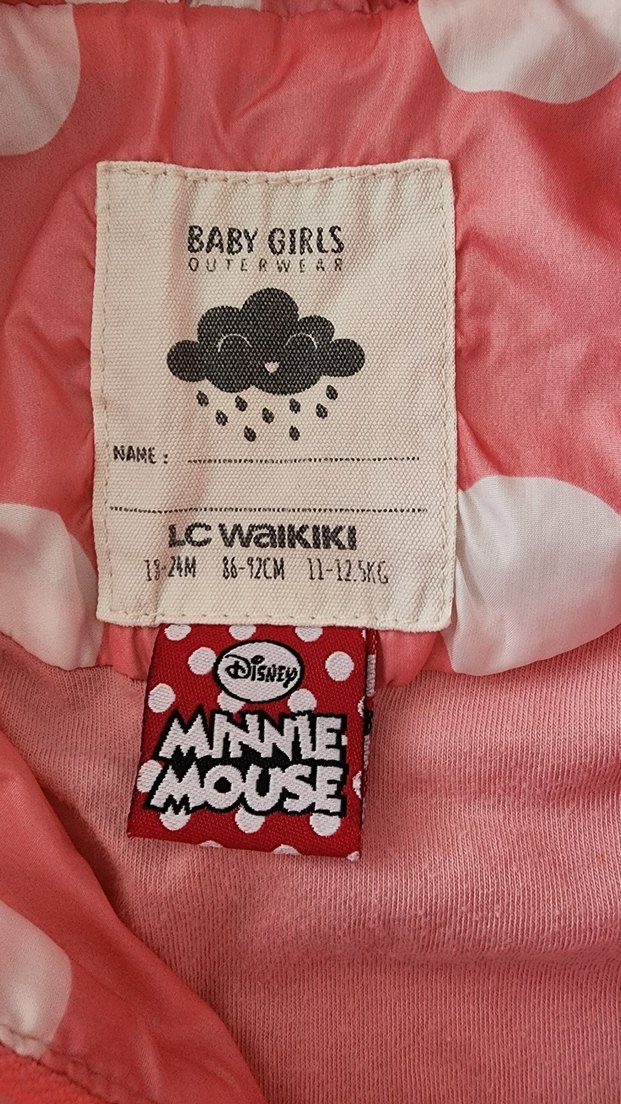 BABY GIRLS
OUTERWEAR
NAME :
LC WAIKIKI
18-24M 86-92CM 11-12.5KG
Disney
MINNIE
MOUSE